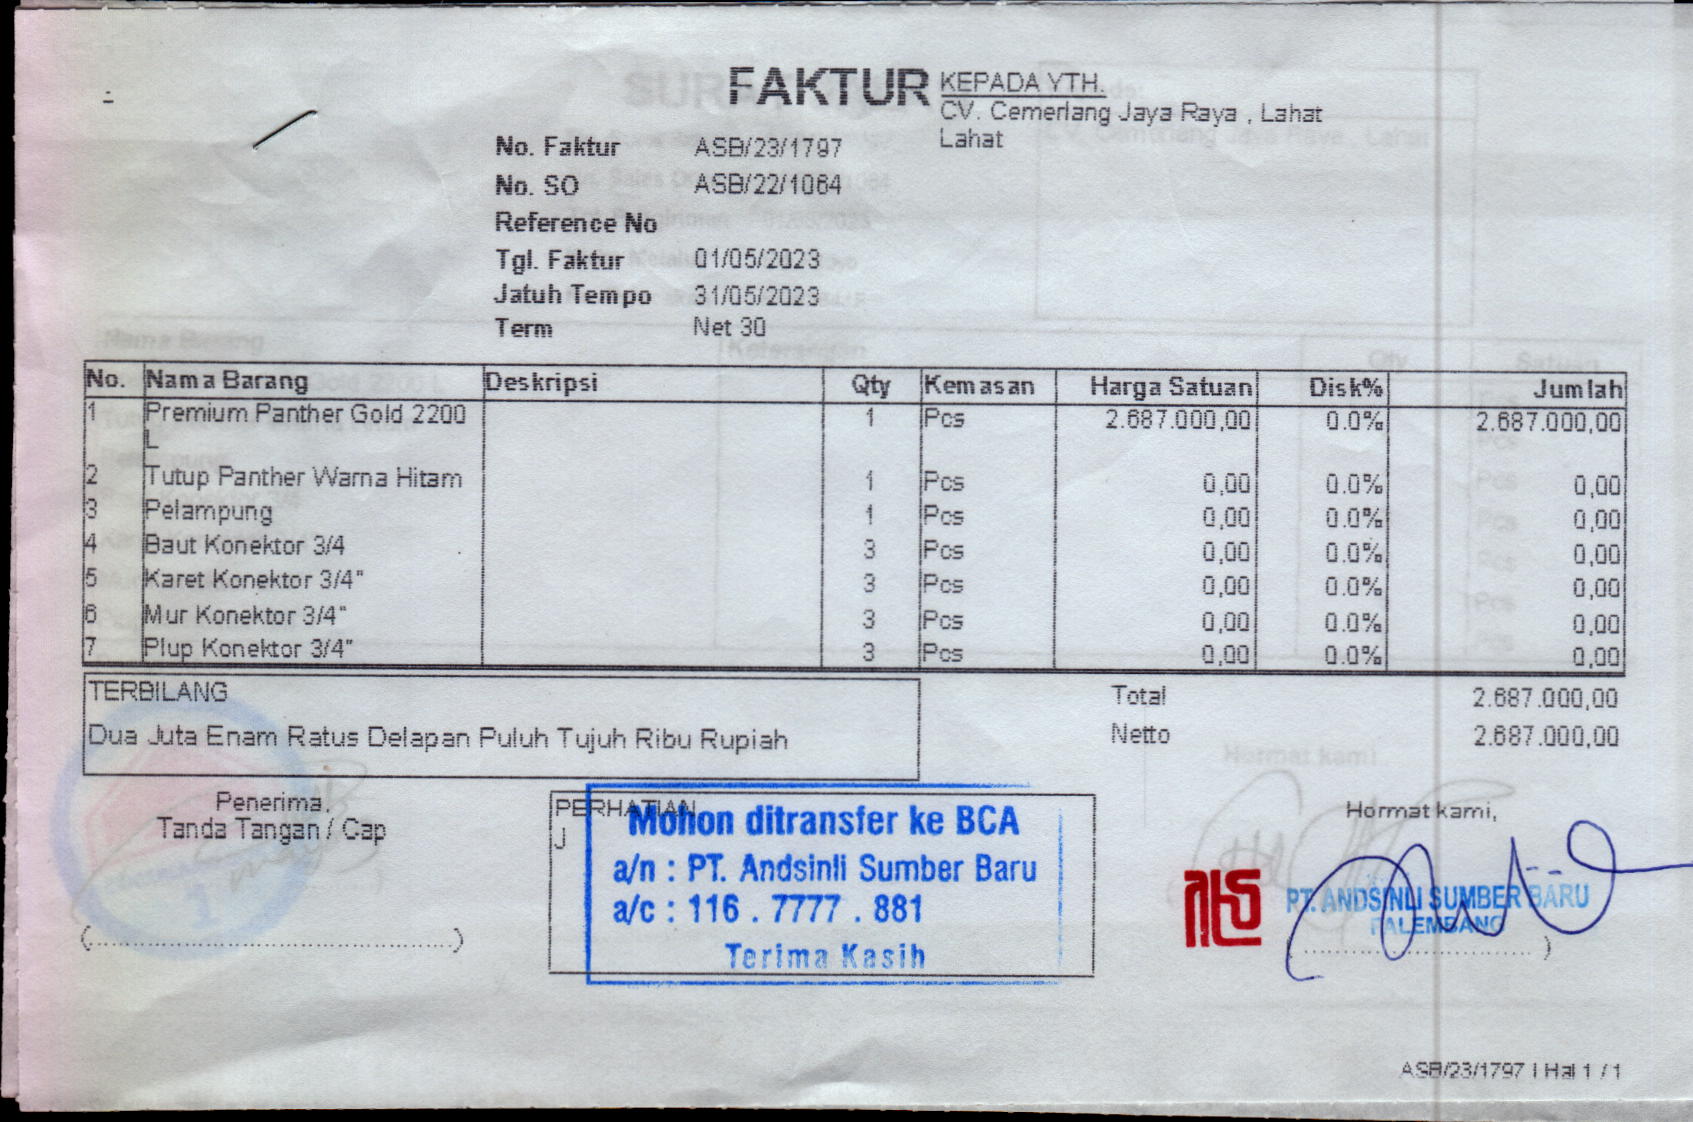 FAKTUR
KEPADA YTH.
CV. Cemerlang Jaya Raya , Lahat
Lahat
No. Faktur ASB/23/1797
No. SO ASB/22/1064
Reference No
Tgl. Faktur 01/05/2023
Jatuh Tempo 31/05/2023
Term Net 30
No. Nama Barang Deskripsi Qty Kemasan Harga Satuan Disk% Jumlah
1 Premium Panther Gold 2200 1 Pcs 2.687.000,00 0.0% 2.687.000,00
L
2 Tutup Panther Warna Hitam 1 Pcs 0,00 0.0% 0,00
3 Pelampung 1 Pcs 0,00 0.0% 0,00
4 Baut Konektor 3/4 3 Pcs 0,00 0.0% 0,00
5 Karet Konektor 3/4" 3 Pcs 0,00 0.0% 0,00
6 Mur Konektor 3/4" 3 Pcs 0,00 0.0% 0,00
7 Plup Konektor 3/4" 3 Pcs 0,00 0.0% 0,00
TERBILANG
Dua Juta Enam Ratus Delapan Puluh Tujuh Ribu Rupiah
Total 2.687.000,00
Netto 2.687.000,00
Penerima,
Tanda Tangan / Cap
PERHATIAN
J
Mohon ditransfer ke BCA
a/n : PT. Andsinli Sumber Baru
a/c : 116 . 7777 . 881
Terima Kasih
Hormat kami,
PT. ANDSINLI SUMBER BARU
PALEMBANG
ASB/23/1797 | Hal 1 / 1